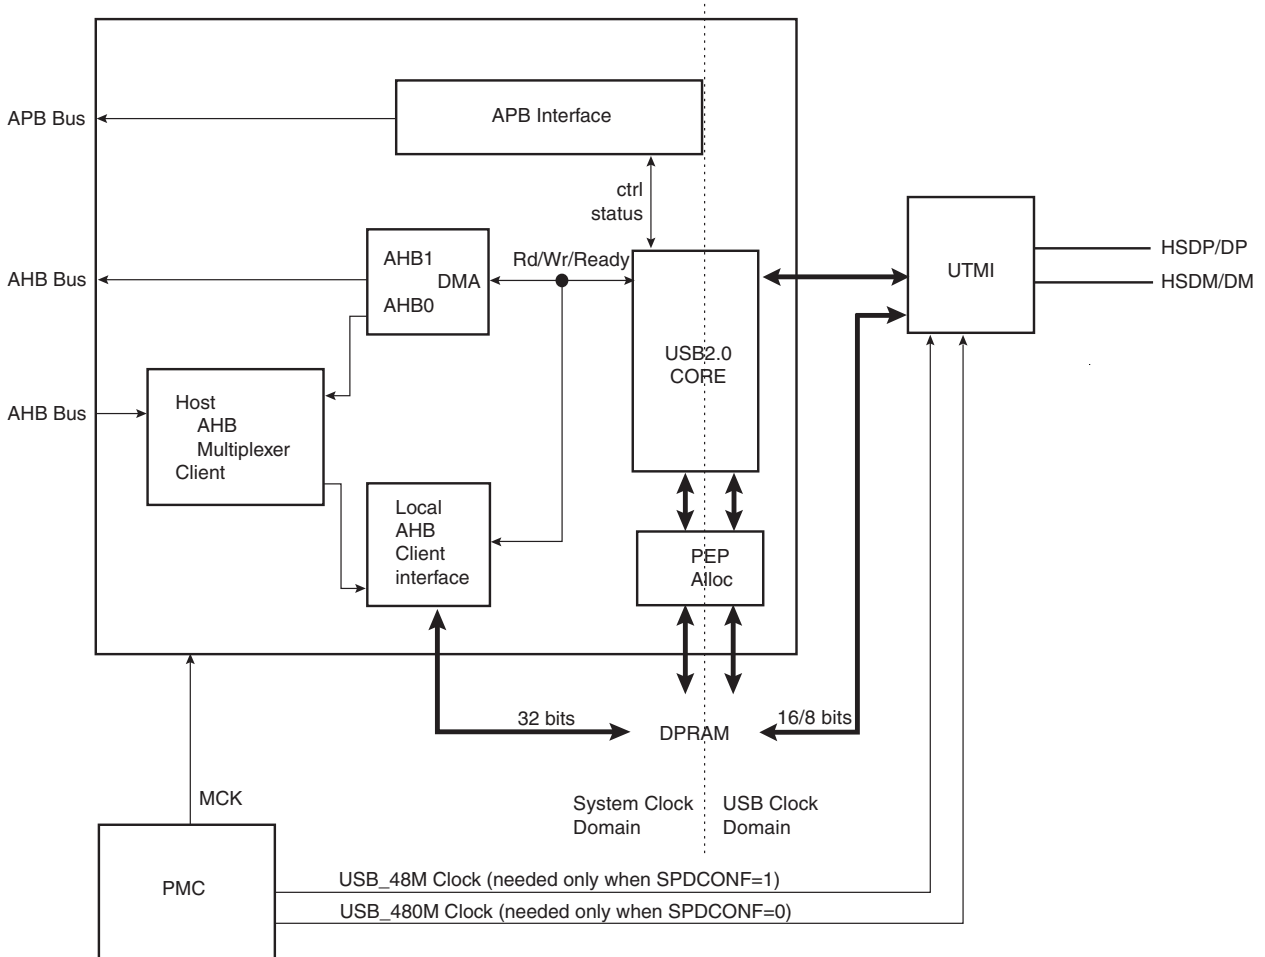 APB Bus
APB Interface
ctrl
status
AHB Bus
AHB1
DMA
AHB0
Rd/Wr/Ready
USB2.0
CORE
UTMI
HSDP/DP
HSDM/DM
AHB Bus
Host
AHB
Multiplexer
Client
Local
AHB
Client
interface
PEP
Alloc
32 bits
DPRAM
16/8 bits
System Clock
Domain
USB Clock
Domain
MCK
PMC
USB_48M Clock (needed only when SPDCONF=1)
USB_480M Clock (needed only when SPDCONF=0)